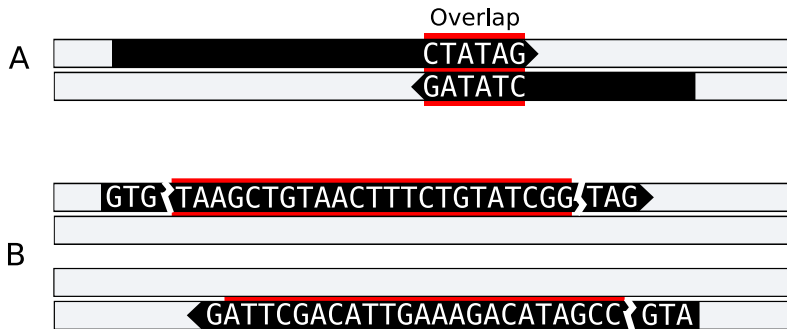 Overlap
A
CTATAG
GATATC
GTG TAAGCTGTAACTTTCTGTATCGG TAG
B
GATTCGACATTGAAAGACATAGCC GTA